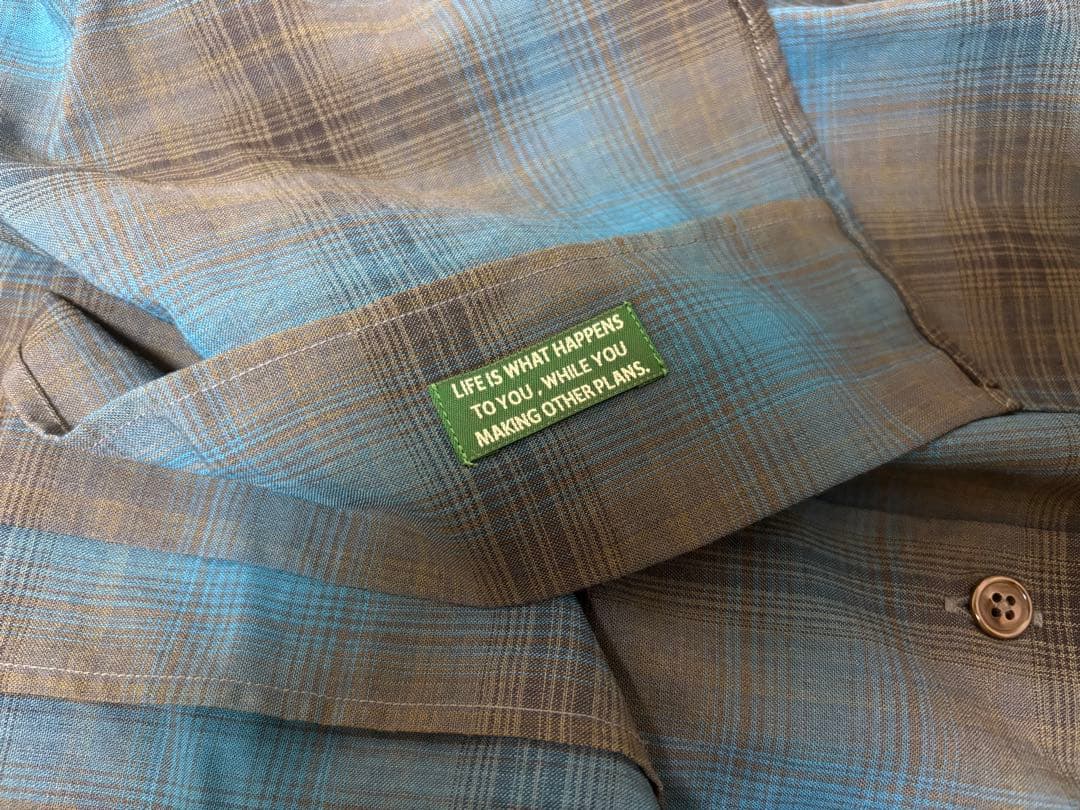 LIFE IS WHAT HAPPENS
TO YOU , WHILE YOU
MAKING OTHER PLANS.